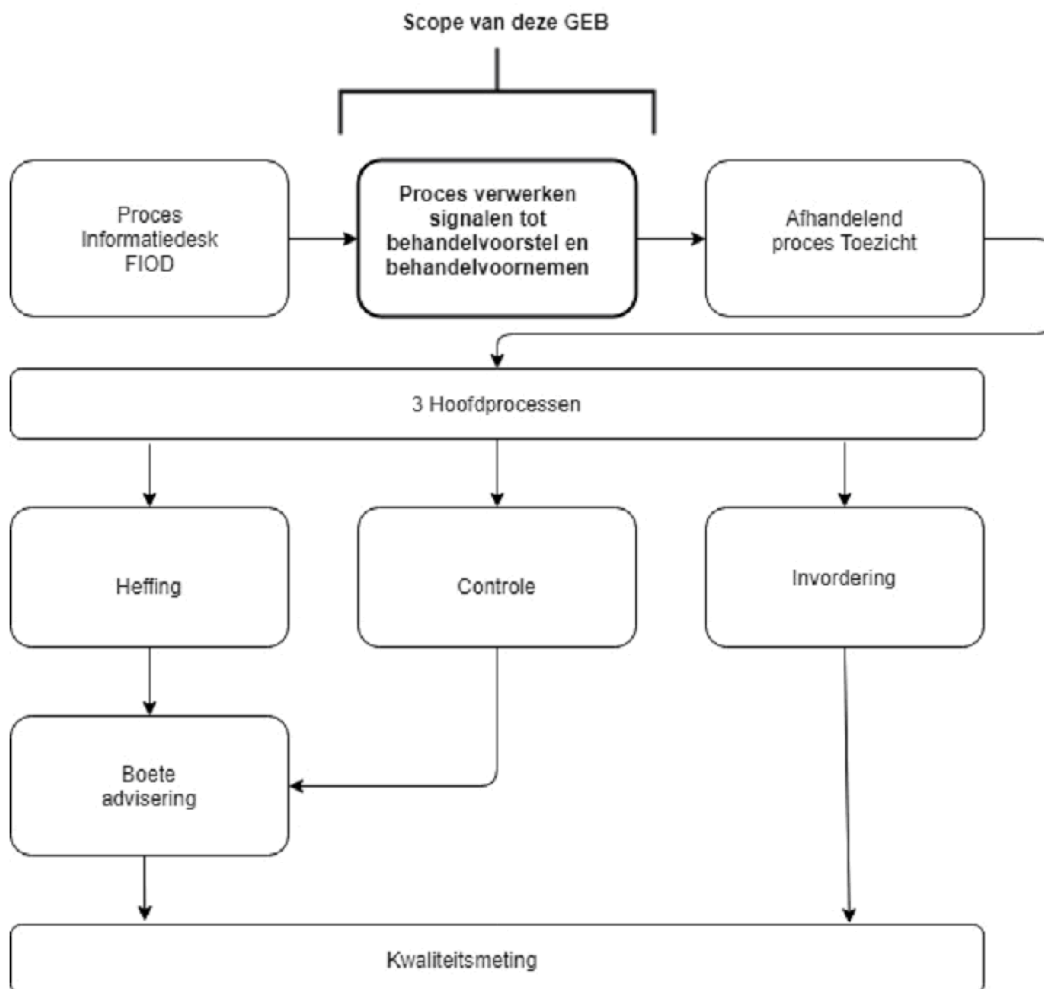 Scope van deze GEB
Proces
Informatiedesk
FIOD
Proces verwerken
signalen tot
behandelvoorstel en
behandelvoornemen
Afhandelend
proces Toezicht
3 Hoofdprocessen
Heffing
Controle
Invordering
Boete
advisering
Kwaliteitsmeting